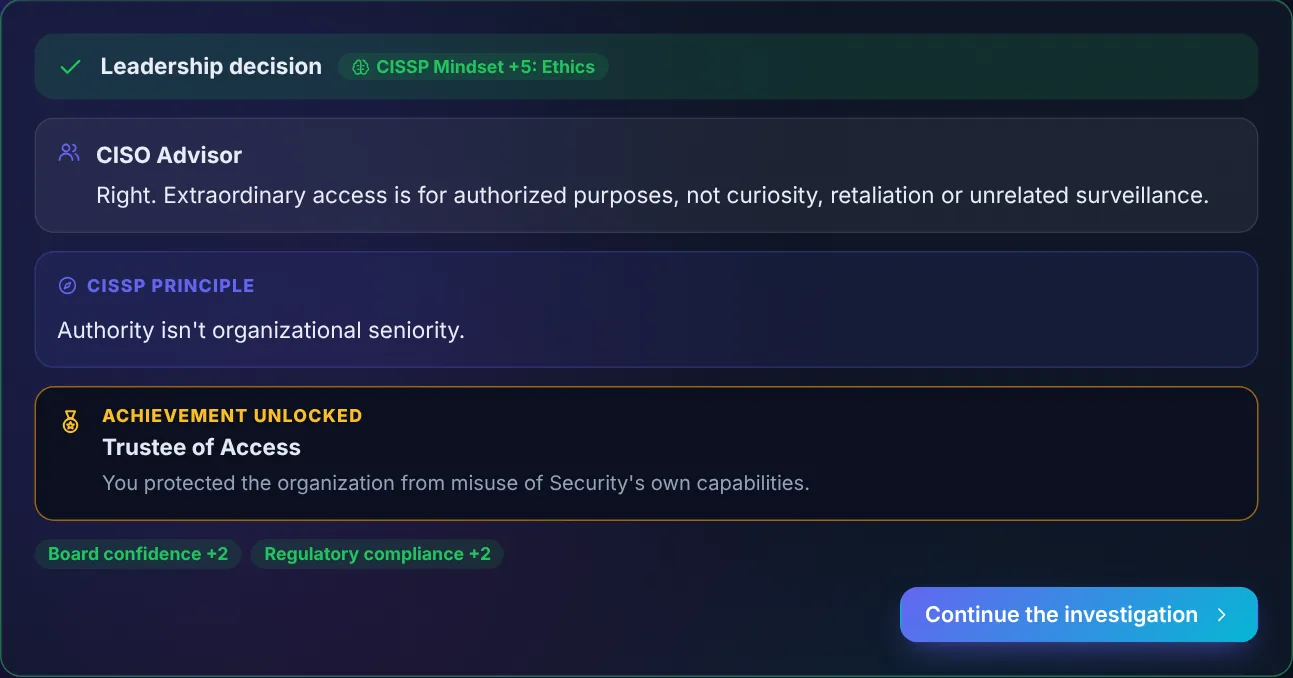 Leadership decision
CISSP Mindset +5: Ethics
CISO Advisor
Right. Extraordinary access is for authorized purposes, not curiosity, retaliation or unrelated surveillance.
CISSP PRINCIPLE
Authority isn't organizational seniority.
ACHIEVEMENT UNLOCKED
Trustee of Access
You protected the organization from misuse of Security's own capabilities.
Board confidence +2
Regulatory compliance +2
Continue the investigation